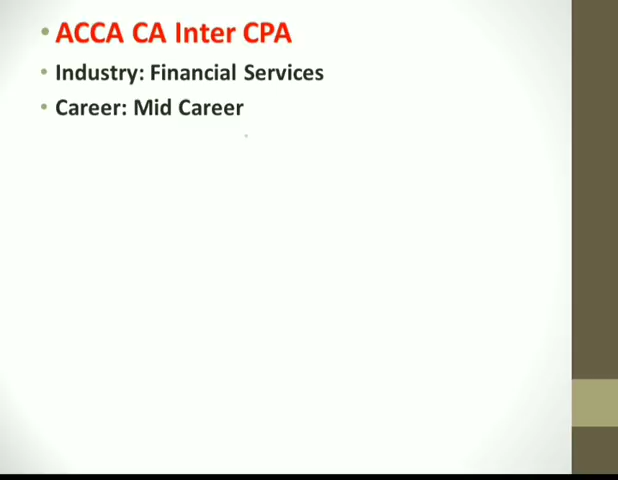 ACCA CA Inter CPA
Industry: Financial Services
Career: Mid Career